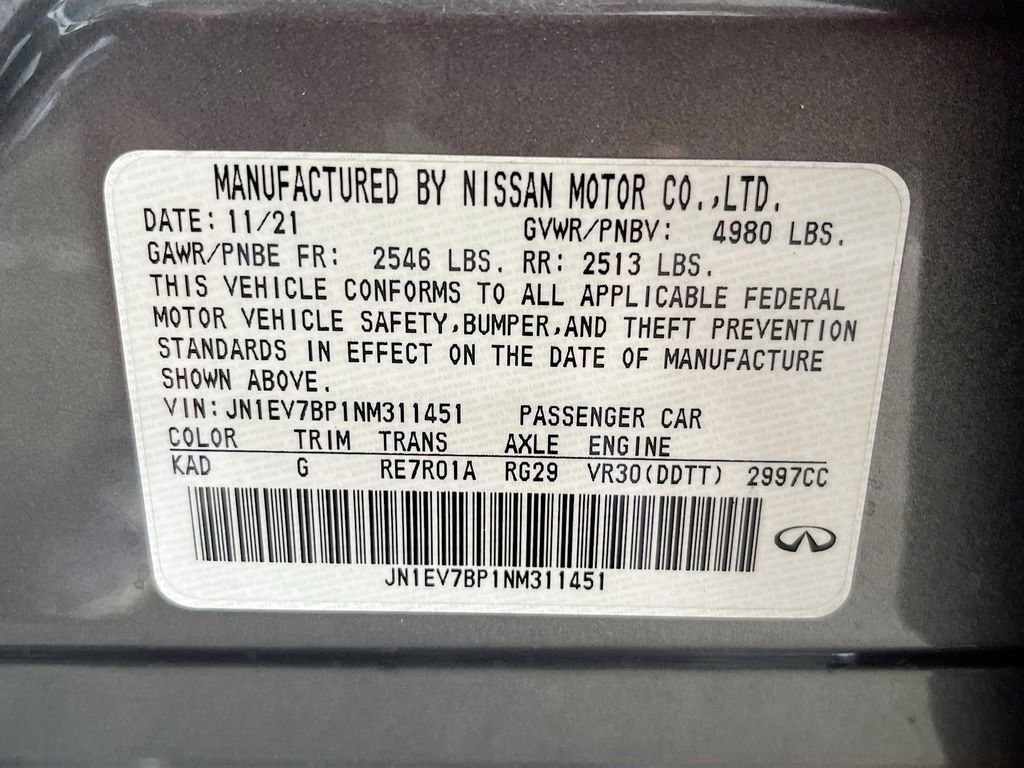 MANUFACTURED BY NISSAN MOTOR CO.,LTD.
DATE: 11/21 GVWR/PNBV: 4980 LBS.
GAWR/PNBE FR: 2546 LBS. RR: 2513 LBS.
THIS VEHICLE CONFORMS TO ALL APPLICABLE FEDERAL
MOTOR VEHICLE SAFETY,BUMPER,AND THEFT PREVENTION
STANDARDS IN EFFECT ON THE DATE OF MANUFACTURE
SHOWN ABOVE.
VIN:JN1EV7BP1NM311451 PASSENGER CAR
COLOR TRIM TRANS AXLE ENGINE
KAD G RE7R01A RG29 VR30(DDTT) 2997CC
JN1EV7BP1NM311451